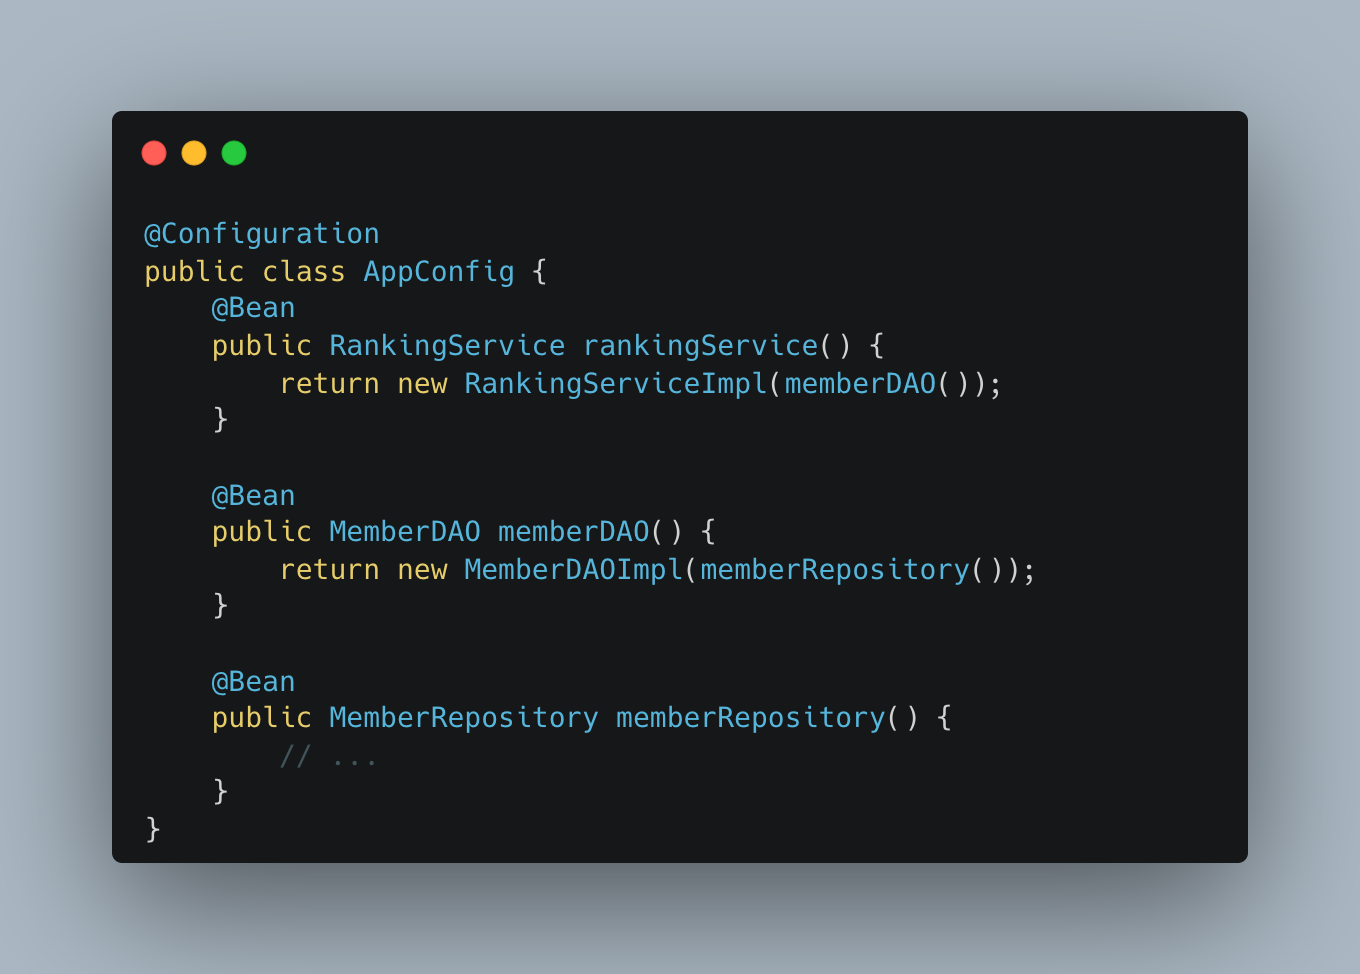 @Configuration
public class AppConfig {
    @Bean
    public RankingService rankingService() {
        return new RankingServiceImpl(memberDAO());
    }

    @Bean
    public MemberDAO memberDAO() {
        return new MemberDAOImpl(memberRepository());
    }

    @Bean
    public MemberRepository memberRepository() {
        // ...
    }
}